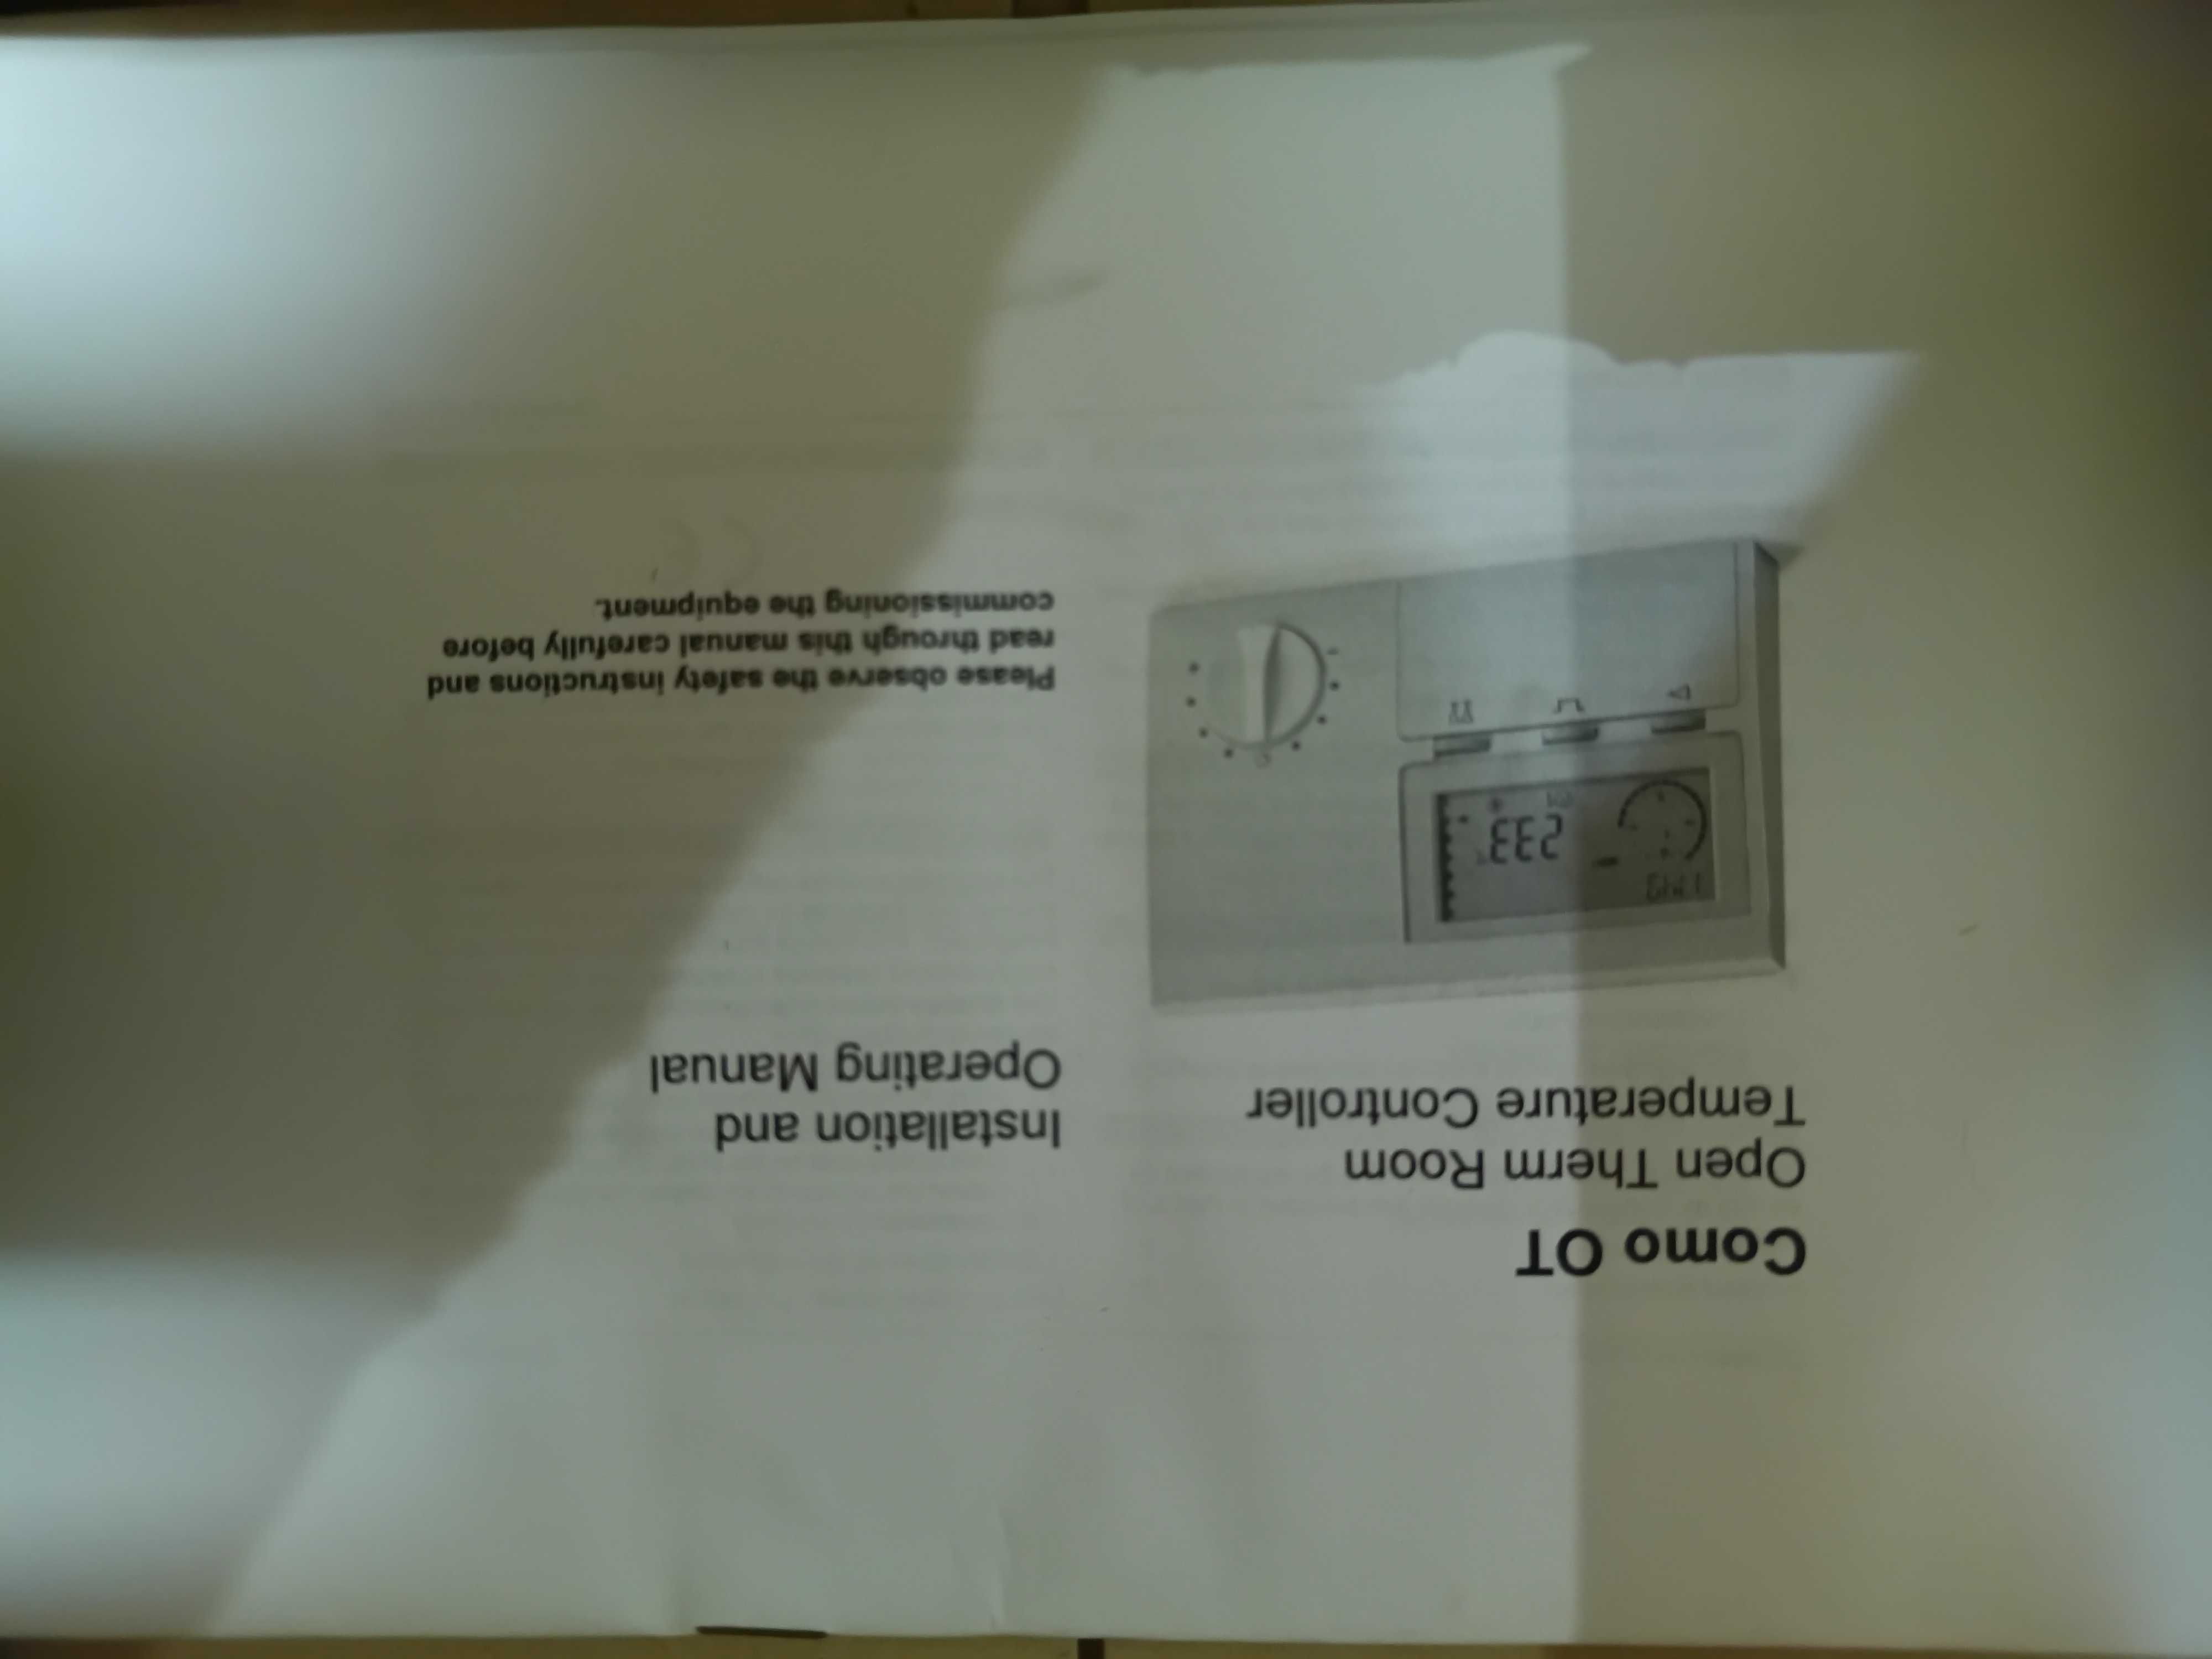 Como OT
Open Therm Room
Temperature Controller
Installation and
Operating Manual
23.3
Please observe the safety instructions and
read through this manual carefully before
commissioning the equipment.